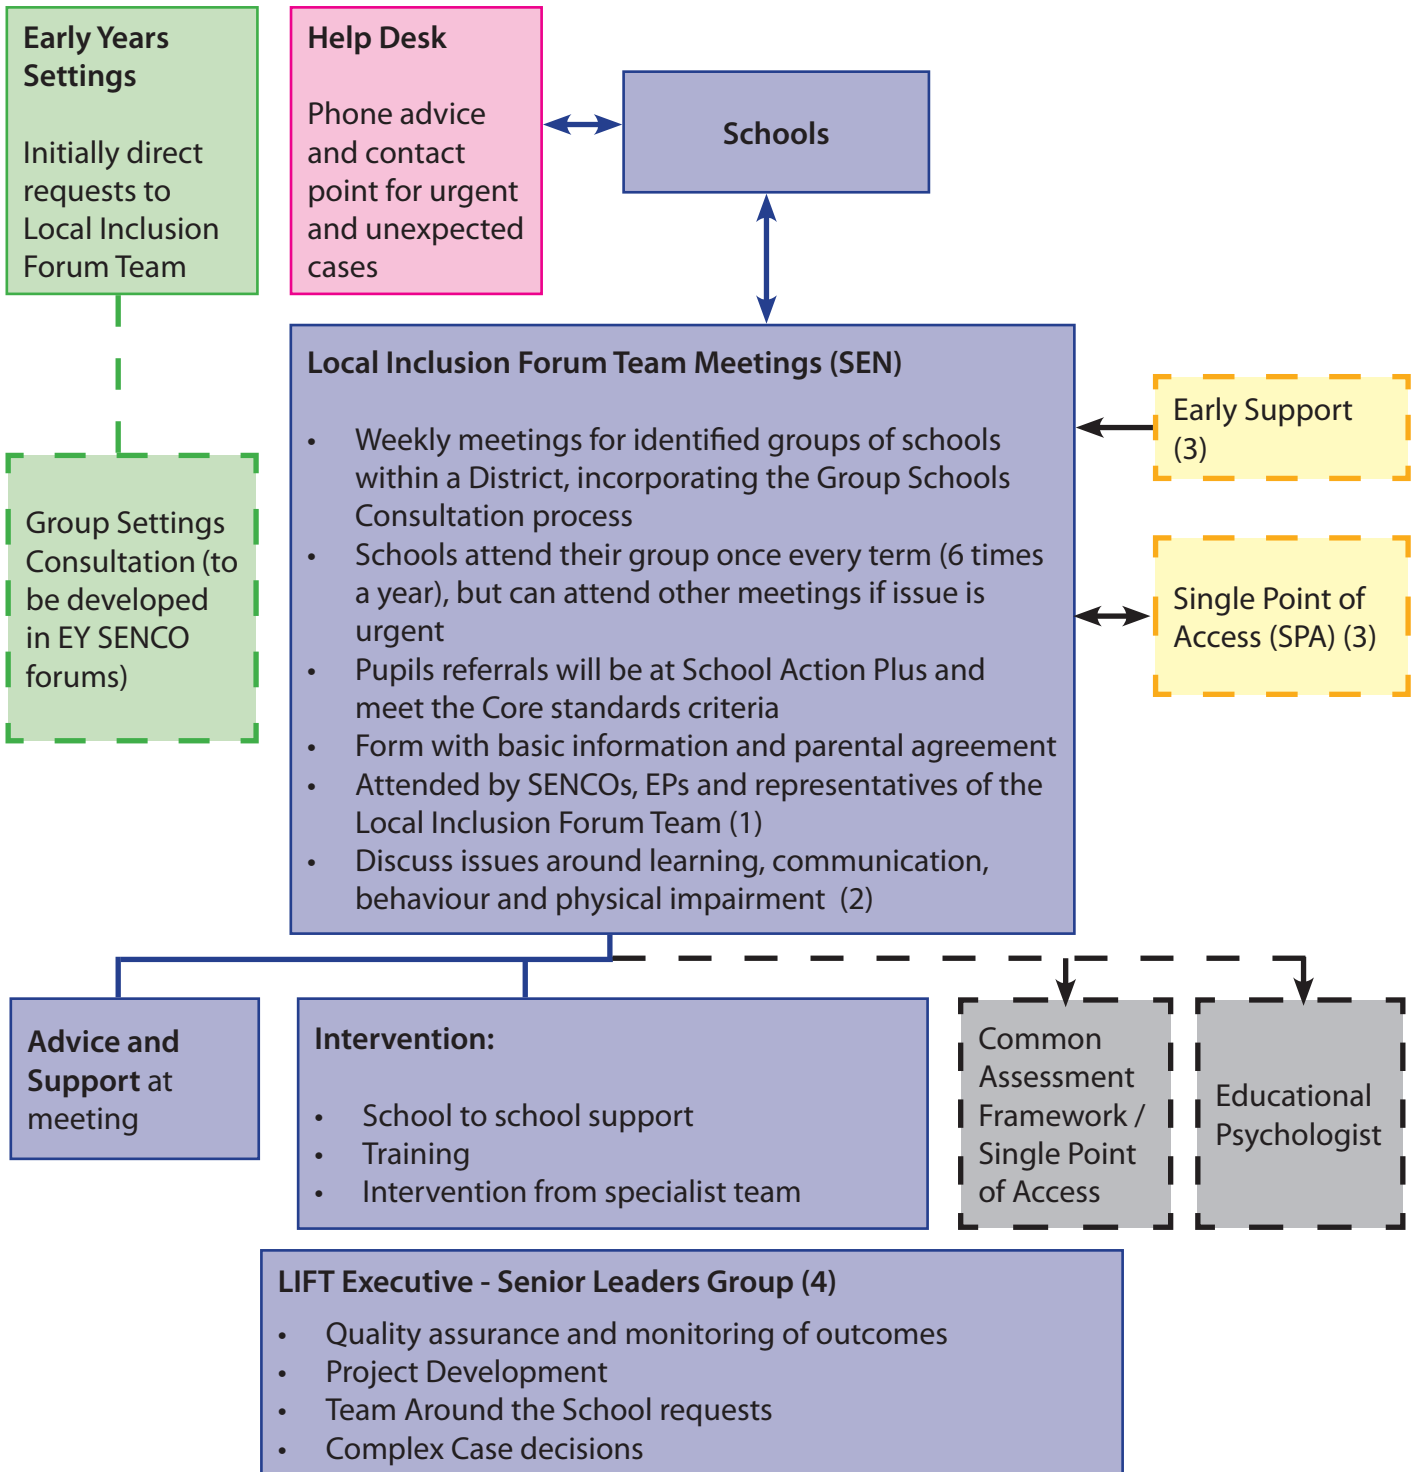 Early Years
Settings
Initially direct
requests to
Local Inclusion
Forum Team
Help Desk
Phone advice
and contact
point for urgent
and unexpected
cases
Schools
Group Settings
Consultation (to
be developed
in EY SENCO
forums)
Local Inclusion Forum Team Meetings (SEN)
• Weekly meetings for identified groups of schools
within a District, incorporating the Group Schools
Consultation process
• Schools attend their group once every term (6 times
a year), but can attend other meetings if issue is
urgent
• Pupils referrals will be at School Action Plus and
meet the Core standards criteria
• Form with basic information and parental agreement
• Attended by SENCOs, EPs and representatives of the
Local Inclusion Forum Team (1)
• Discuss issues around learning, communication,
behaviour and physical impairment (2)
Early Support
(3)
Single Point of
Access (SPA) (3)
Advice and
Support at
meeting
Intervention:
• School to school support
• Training
• Intervention from specialist team
Common
Assessment
Framework /
Single Point
of Access
Educational
Psychologist
LIFT Executive - Senior Leaders Group (4)
• Quality assurance and monitoring of outcomes
• Project Development
• Team Around the School requests
• Complex Case decisions